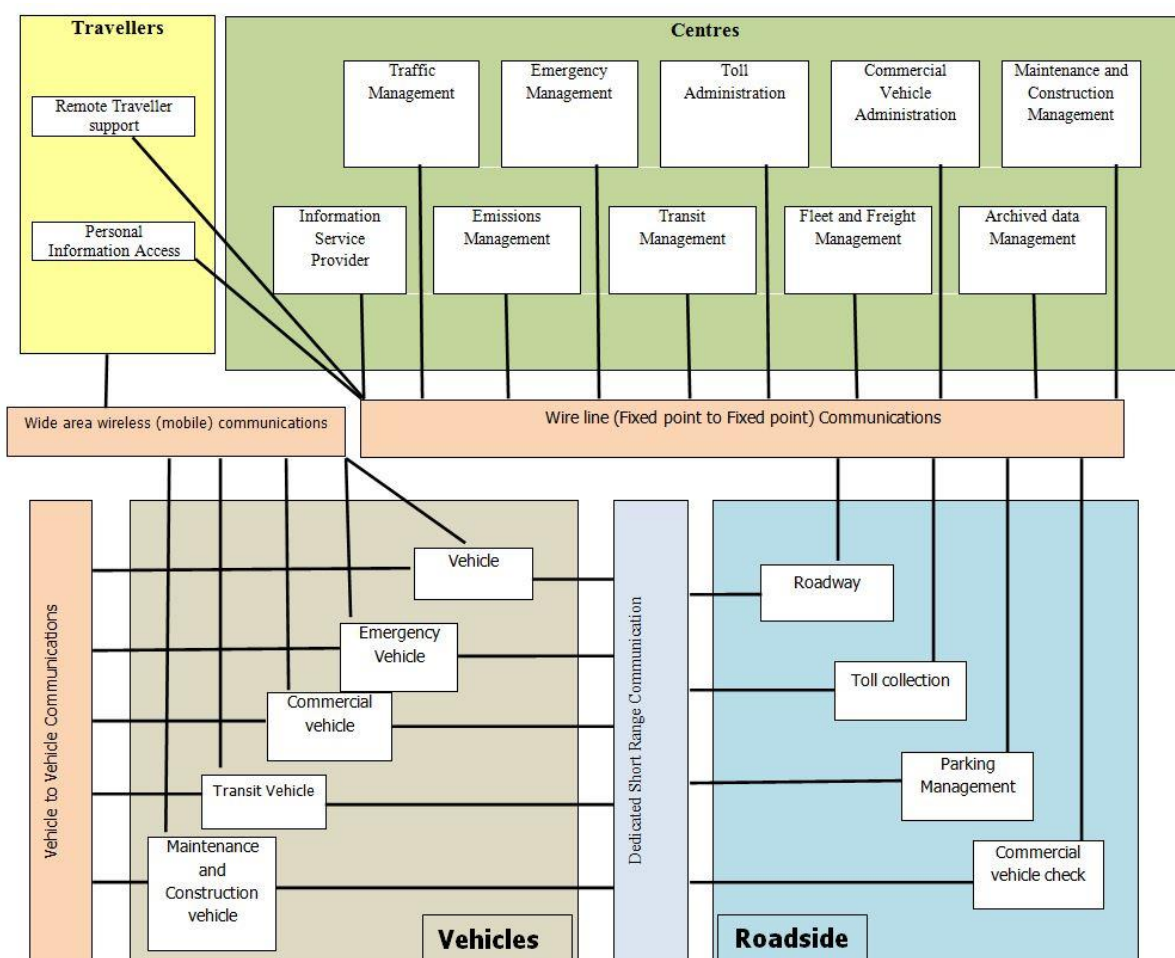 Travellers
Centres
Remote Traveller
support
Personal
Information Access
Traffic
Management
Emergency
Management
Toll
Administration
Commercial
Vehicle
Administration
Maintenance and
Construction
Management
Information
Service
Provider
Emissions
Management
Transit
Management
Fleet and Freight
Management
Archived data
Management
Wide area wireless (mobile) communications
Wire line (Fixed point to Fixed point) Communications
Vehicle to Vehicle Communications
Vehicle
Emergency
Vehicle
Commercial
vehicle
Transit Vehicle
Maintenance
and
Construction
vehicle
Vehicles
Dedicated Short Range Communication
Roadway
Toll collection
Parking
Management
Commercial
vehicle check
Roadside